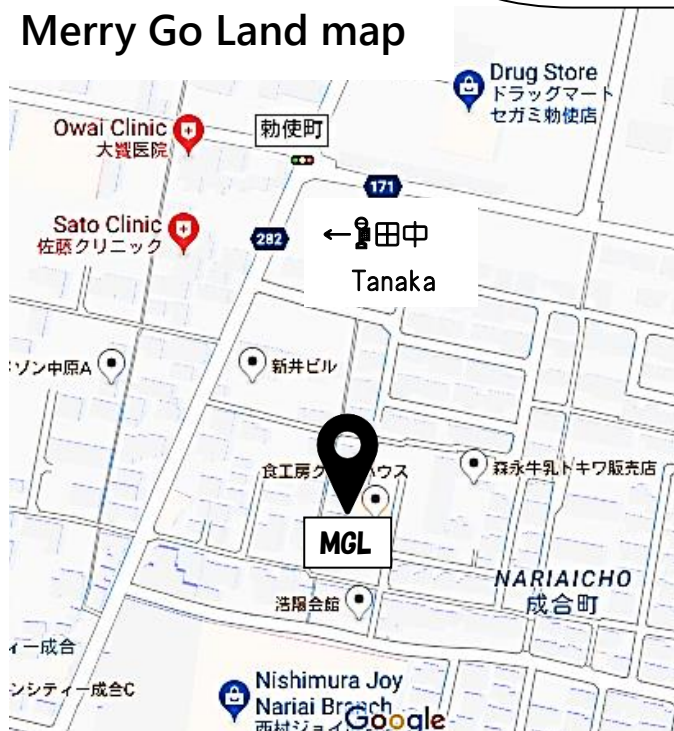 Merry Go Land map
Drug Store
ドラッグマート
セガミ勅使店
Owai Clinic
大饗医院
勅使町
171
Sato Clinic
佐藤クリニック
282
←田中
Tanaka
ゾン中原A
新井ビル
食工房ク
ハウス
森永牛乳トキワ販売店
MGL
NARIAICHO
成合町
浩陽会館
ィー成合
ンシティー成合C
Nishimura Joy
Nariai Branch
西村ジョイ
Google